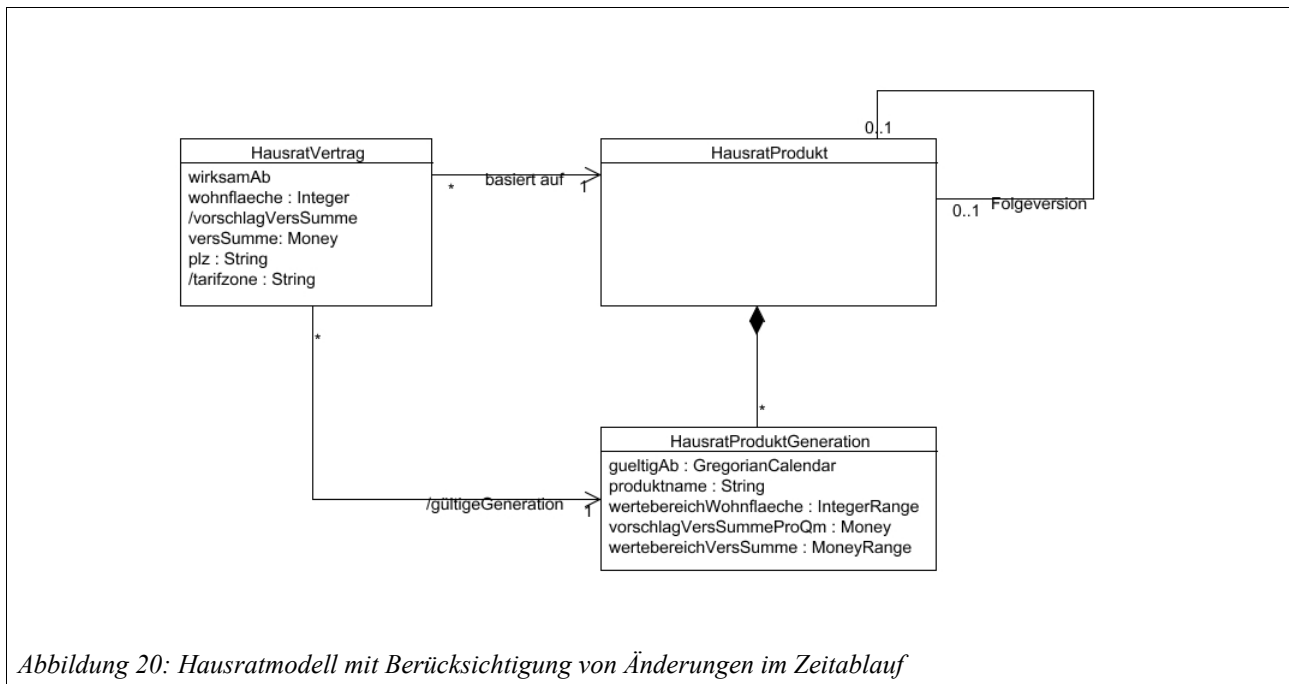 0..1
HausratVertrag
HausratProdukt
wirksamAb
wohnflaeche : Integer
/vorschlagVersSumme
versSumme: Money
plz : String
/tarifzone : String
* basiert auf 1
0..1 Folgeversion
*
*
HausratProduktGeneration
gueltigAb : GregorianCalendar
produktname : String
wertebereichWohnflaeche : IntegerRange
vorschlagVersSummeProQm : Money
wertebereichVersSumme : MoneyRange
/gültigeGeneration 1
Abbildung 20: Hausratmodell mit Berücksichtigung von Änderungen im Zeitablauf